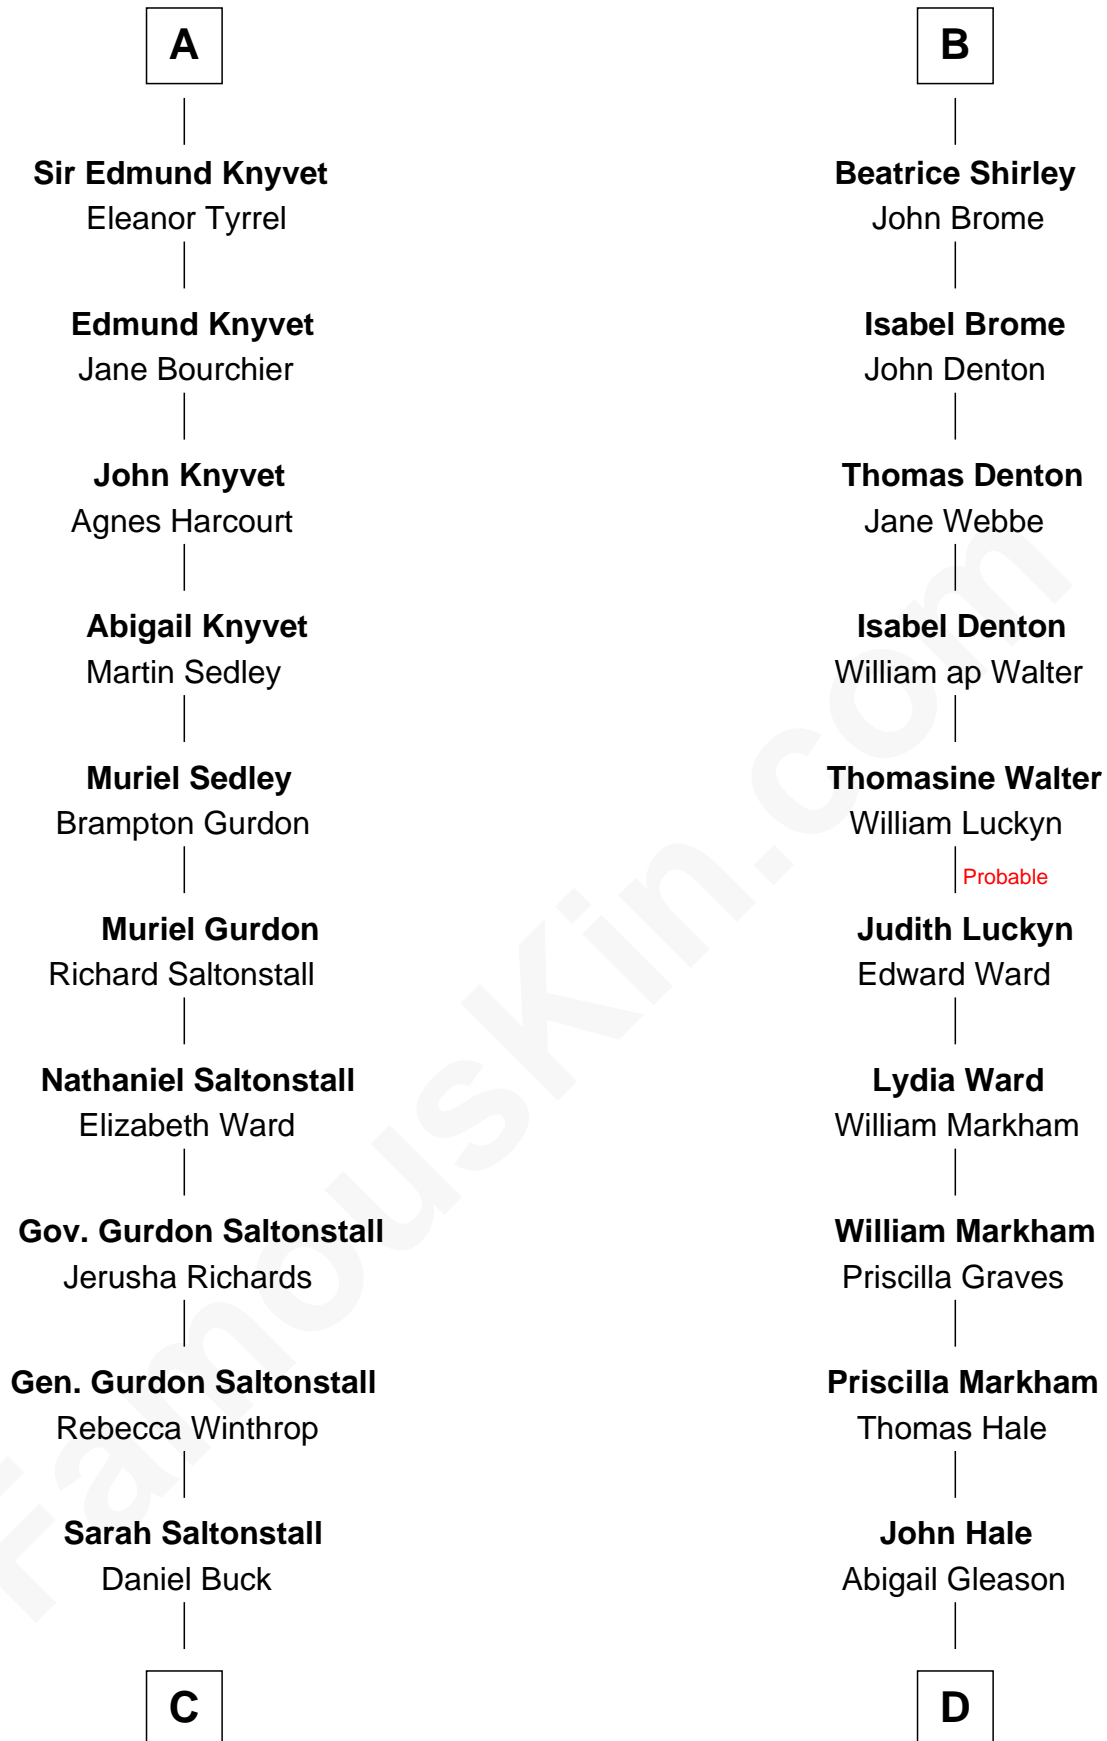 A
Sir Edmund Knyvet
Eleanor Tyrrel
Edmund Knyvet
Jane Bourchier
John Knyvet
Agnes Harcourt
Abigail Knyvet
Martin Sedley
Muriel Sedley
Brampton Gurdon
Muriel Gurdon
Richard Saltonstall
Nathaniel Saltonstall
Elizabeth Ward
Gov. Gurdon Saltonstall
Jerusha Richards
Gen. Gurdon Saltonstall
Rebecca Winthrop
Sarah Saltonstall
Daniel Buck
C
B
Beatrice Shirley
John Brome
Isabel Brome
John Denton
Thomas Denton
Jane Webbe
Isabel Denton
William ap Walter
Thomasine Walter
William Luckyn
Probable
Judith Luckyn
Edward Ward
Lydia Ward
William Markham
William Markham
Priscilla Graves
Priscilla Markham
Thomas Hale
John Hale
Abigail Gleason
D
FamousKin.com